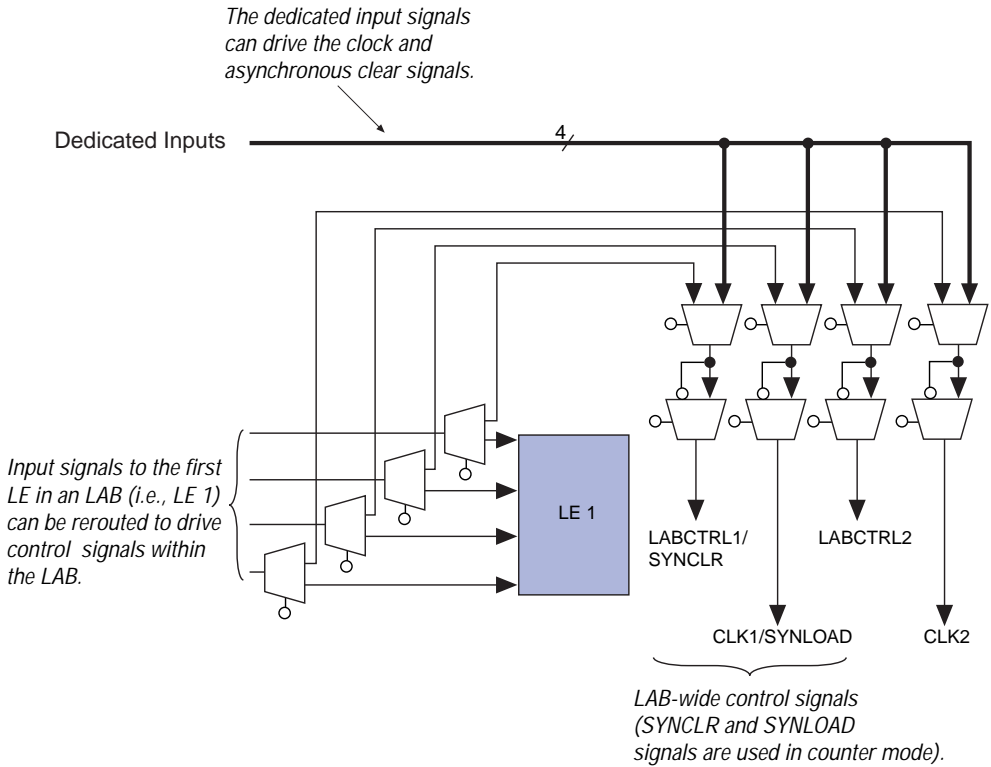 The dedicated input signals
can drive the clock and
asynchronous clear signals.
Dedicated Inputs
4
Input signals to the first
LE in an LAB (i.e., LE 1)
can be rerouted to drive
control signals within
the LAB.
LE 1
LABCTRL1/
SYNCLR
LABCTRL2
CLK1/SYNLOAD
CLK2
LAB-wide control signals
(SYNCLR and SYNLOAD
signals are used in counter mode).